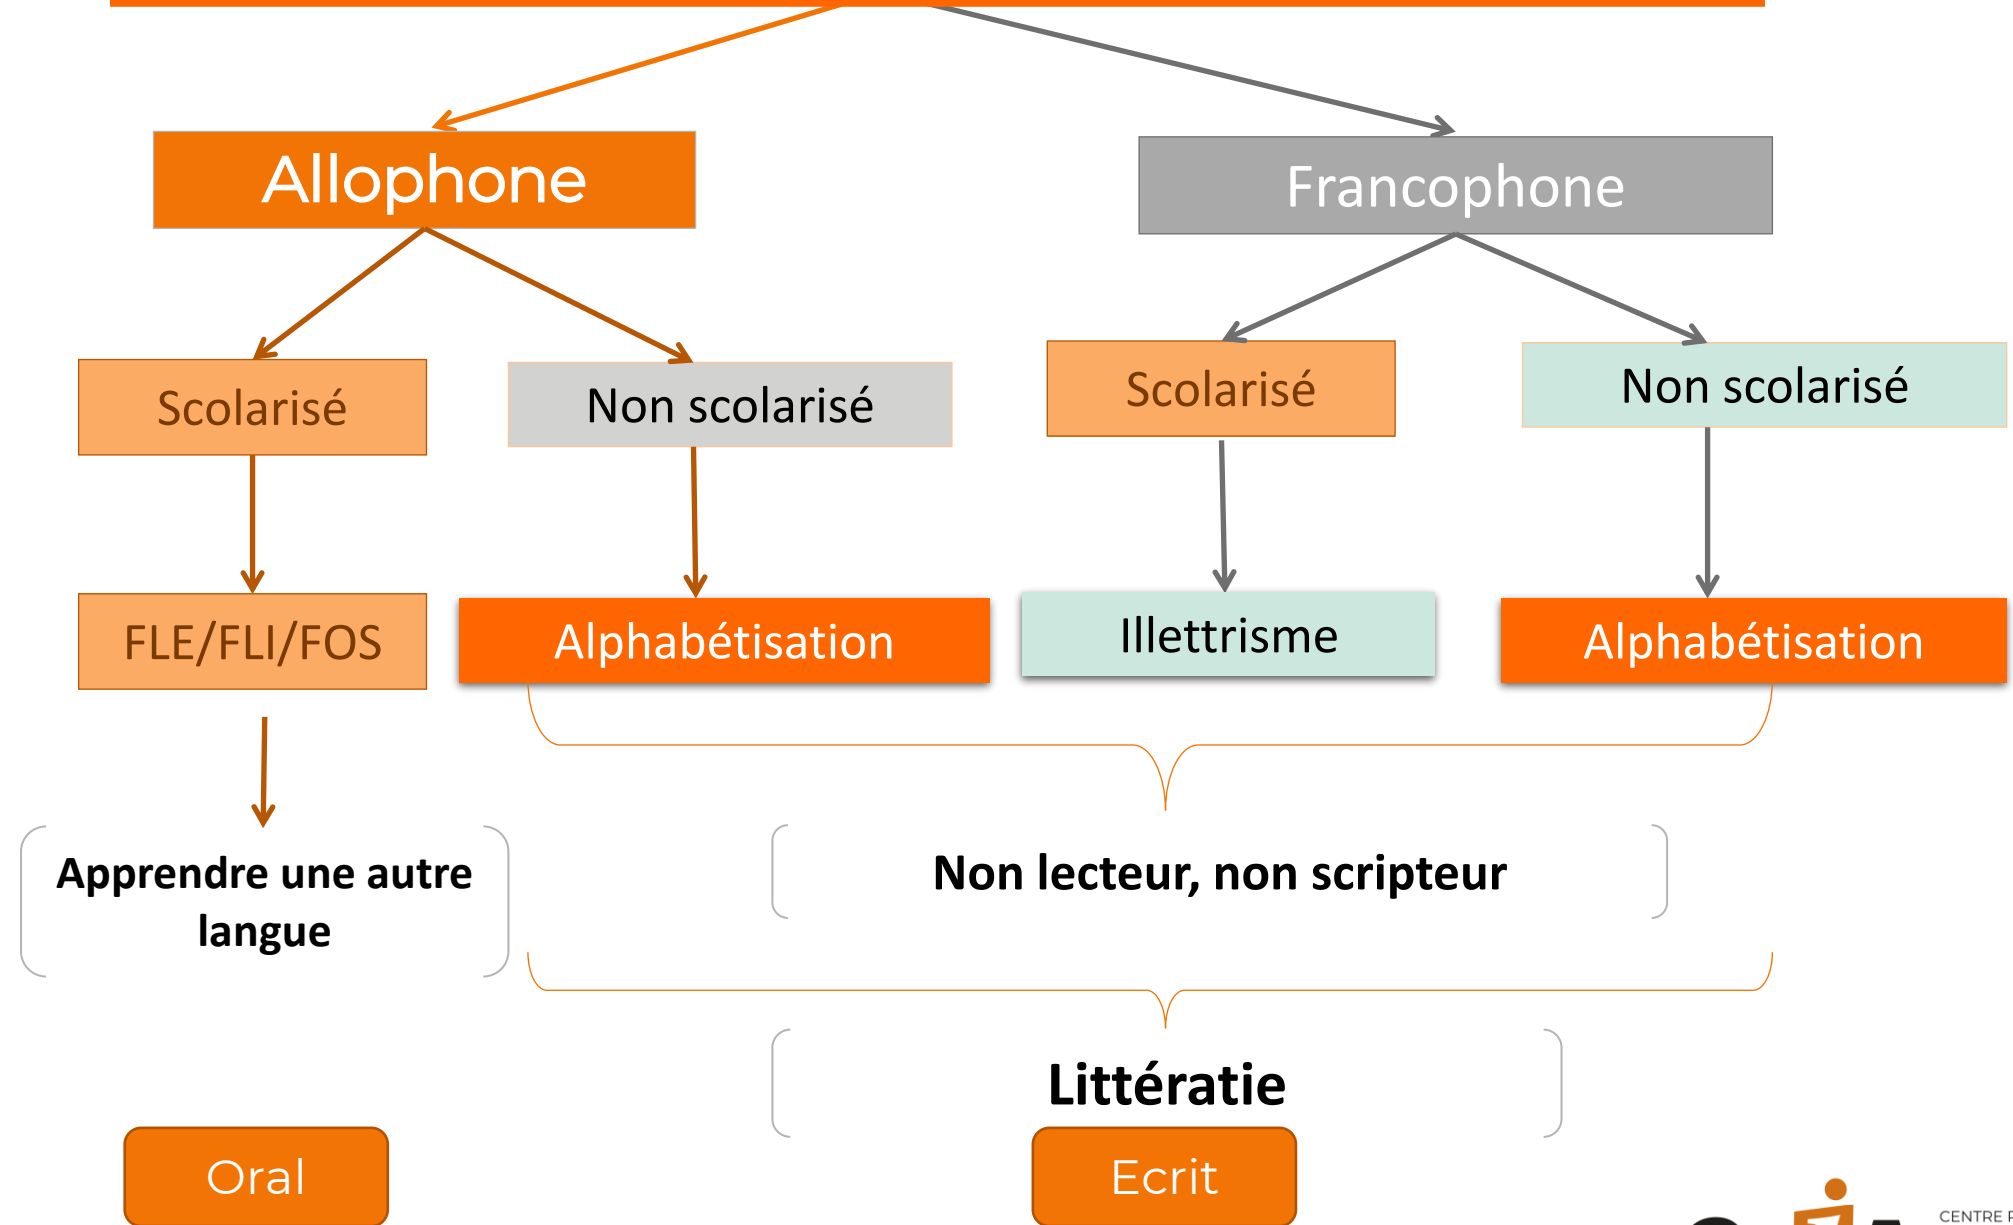 Allophone
Francophone
Scolarisé
Non scolarisé
Scolarisé
Non scolarisé
FLE/FLI/FOS
Alphabétisation
Illettrisme
Alphabétisation
Apprendre une autre
langue
Non lecteur, non scripteur
Littératie
Oral
Ecrit
CENTRE